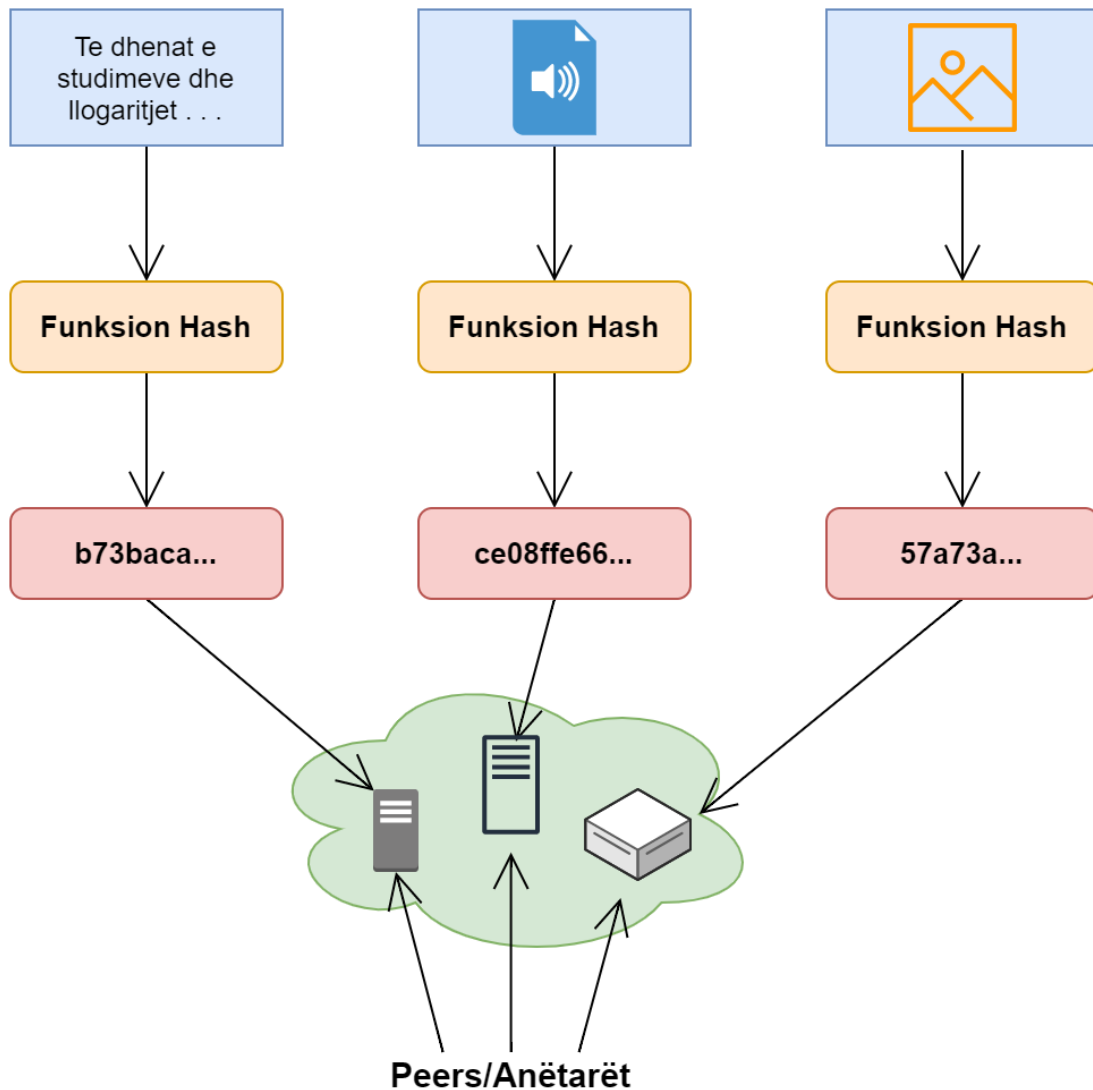 Te dhenat e
studimeve dhe
llogaritjet . . .
Funksion Hash
Funksion Hash
Funksion Hash
b73baca...
ce08ffe66...
57a73a...
Peers/Anëtarët